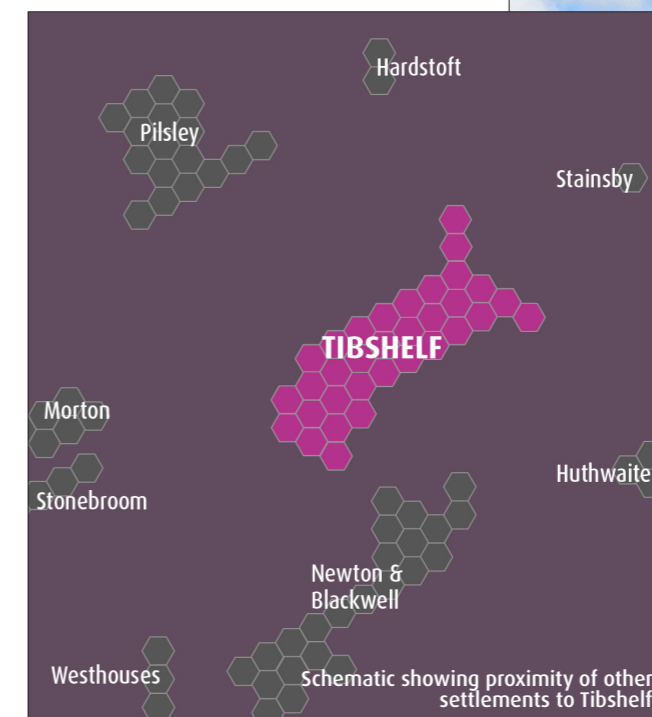 Hardstoft
Pilsley
Stainsby
TIBSHELF
Morton
Huthwaite
Stonebroom
Newton &
Blackwell
Westhouses
Schematic showing proximity of other
settlements to Tibshelf